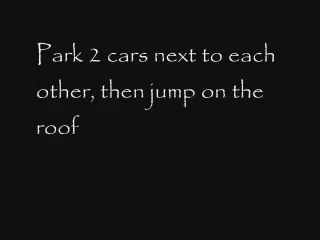 Park 2 cars next to each
other, then jump on the
roof